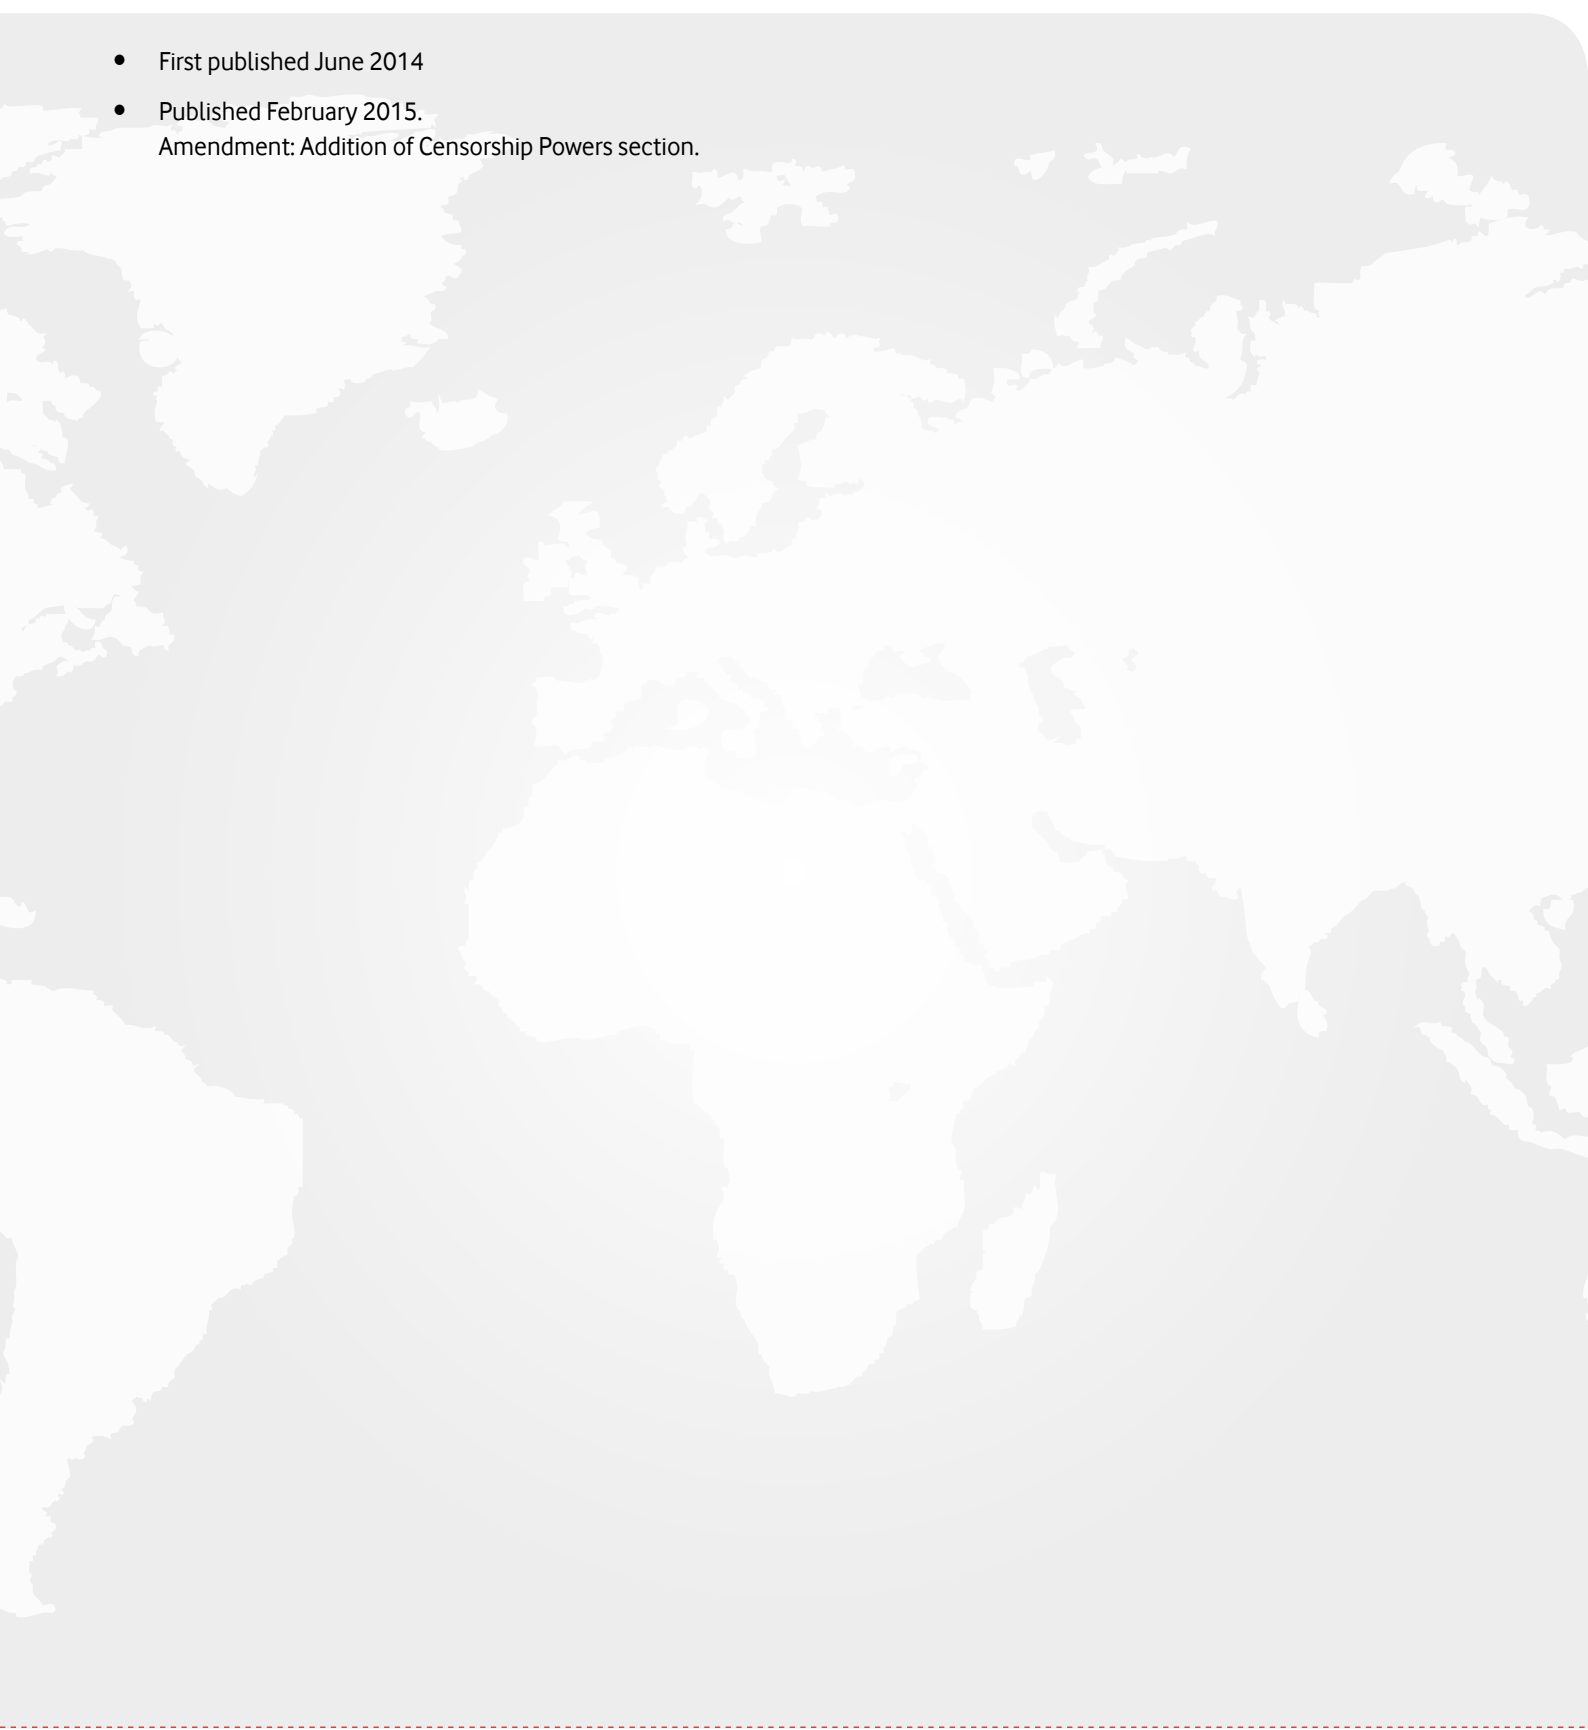 • First published June 2014
• Published February 2015.
Amendment: Addition of Censorship Powers section.